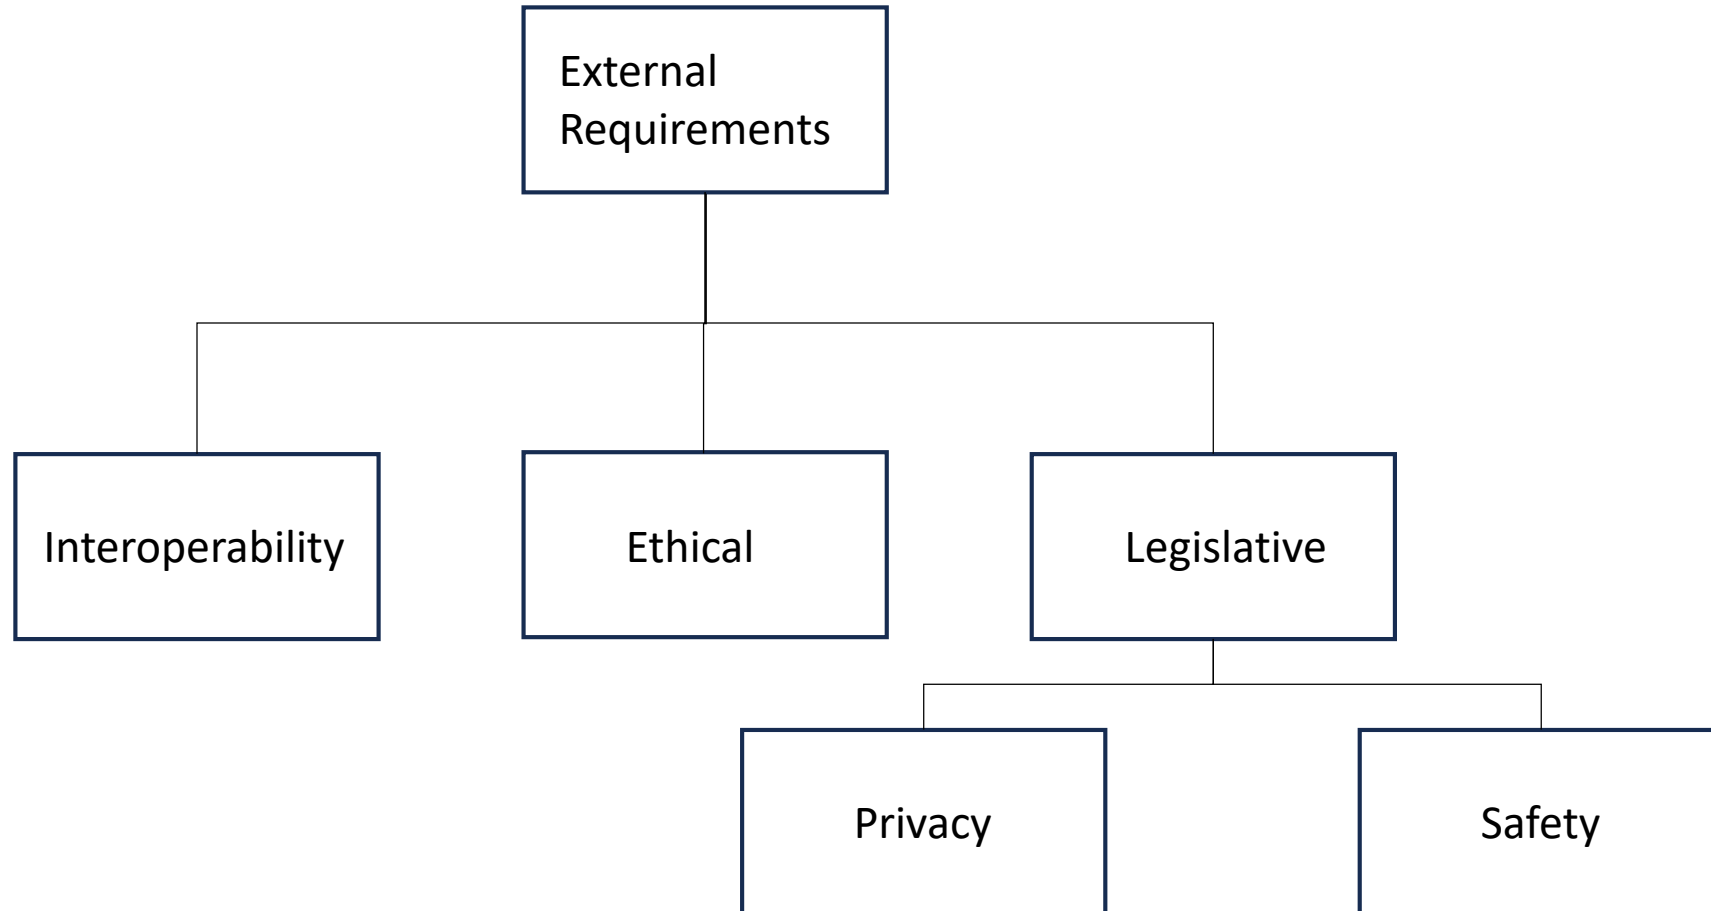 External
Requirements
Interoperability
Ethical
Legislative
Privacy
Safety